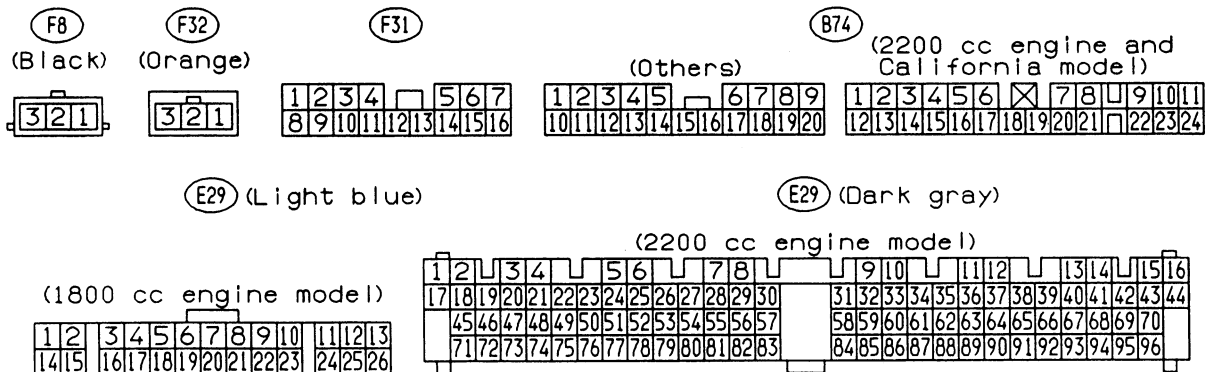 F8 F32 F31 B74
(Black) (Orange) (Others) (2200 cc engine and California model)
3 2 1
3 2 1
1 2 3 4 5 6 7
8 9 10 11 12 13 14 15 16
1 2 3 4 5 6 7 8 9
10 11 12 13 14 15 16 17 18 19 20
1 2 3 4 5 6 7 8 9 10 11
12 13 14 15 16 17 18 19 20 21 22 23 24
E29 (Light blue)
E29 (Dark gray)
(1800 cc engine model)
1 2 3 4 5 6 7 8 9 10 11 12 13
14 15 16 17 18 19 20 21 22 23 24 25 26
(2200 cc engine model)
1 2 3 4 5 6 7 8 9 10 11 12 13 14 15 16
17 18 19 20 21 22 23 24 25 26 27 28 29 30 31 32 33 34 35 36 37 38 39 40 41 42 43 44
45 46 47 48 49 50 51 52 53 54 55 56 57 58 59 60 61 62 63 64 65 66 67 68 69 70
71 72 73 74 75 76 77 78 79 80 81 82 83 84 85 86 87 88 89 90 91 92 93 94 95 96